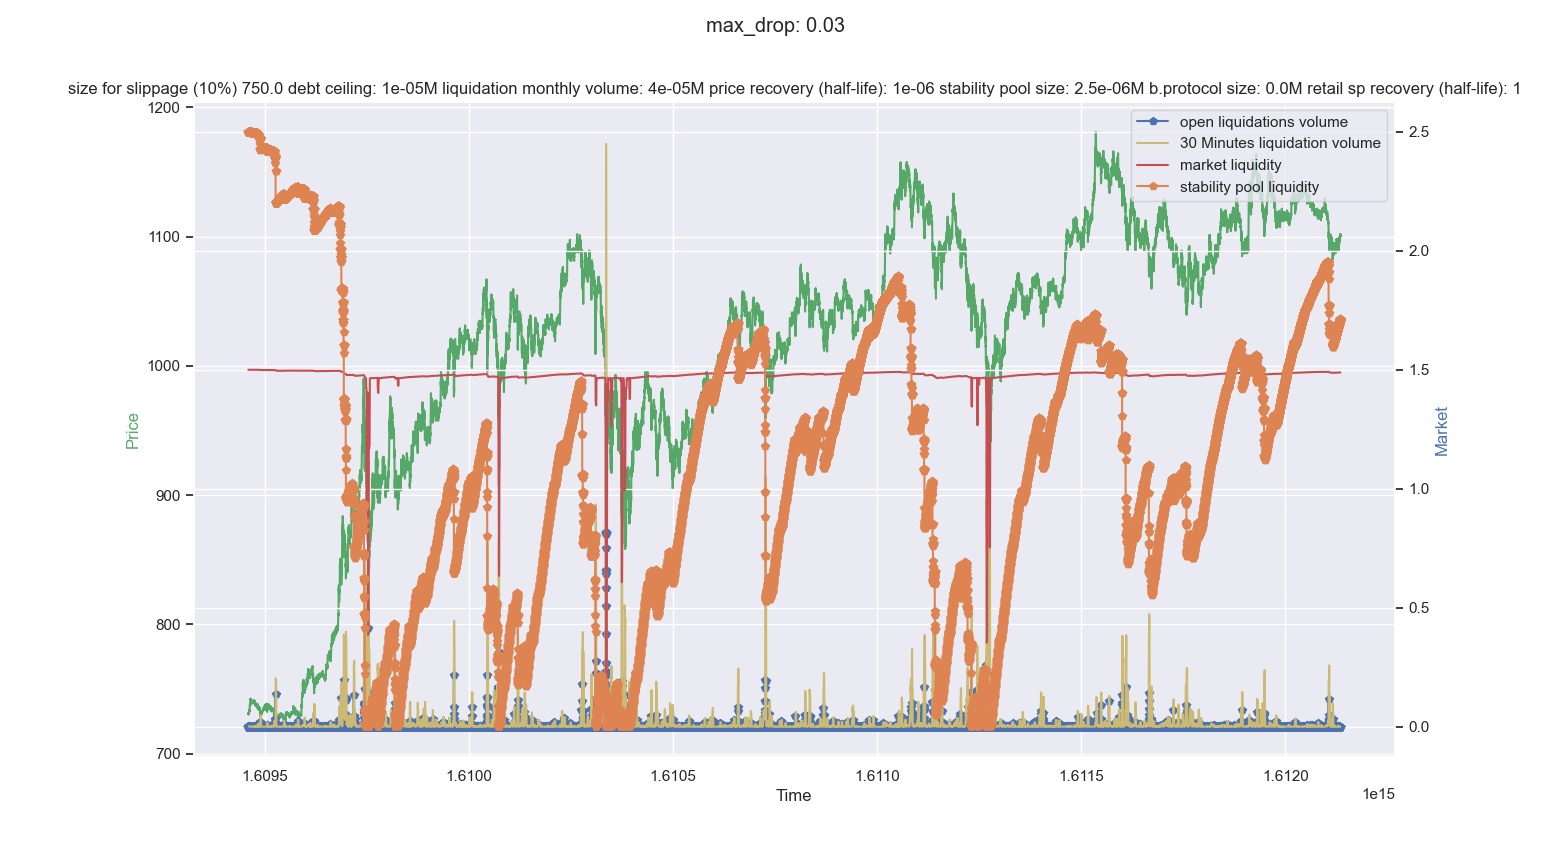 max_drop: 0.03
size for slippage (10%) 750.0 debt ceiling: 1e-05M liquidation monthly volume: 4e-05M price recovery (half-life): 1e-06 stability pool size: 2.5e-06M b.protocol size: 0.0M retail sp recovery (half-life): 1
open liquidations volume
30 Minutes liquidation volume
market liquidity
stability pool liquidity
1200
1100
1000
900
800
700
Price
2.5
2.0
1.5
1.0
0.5
0.0
Market
1.6095 1.6100 1.6105 1.6110 1.6115 1.6120
1e15
Time